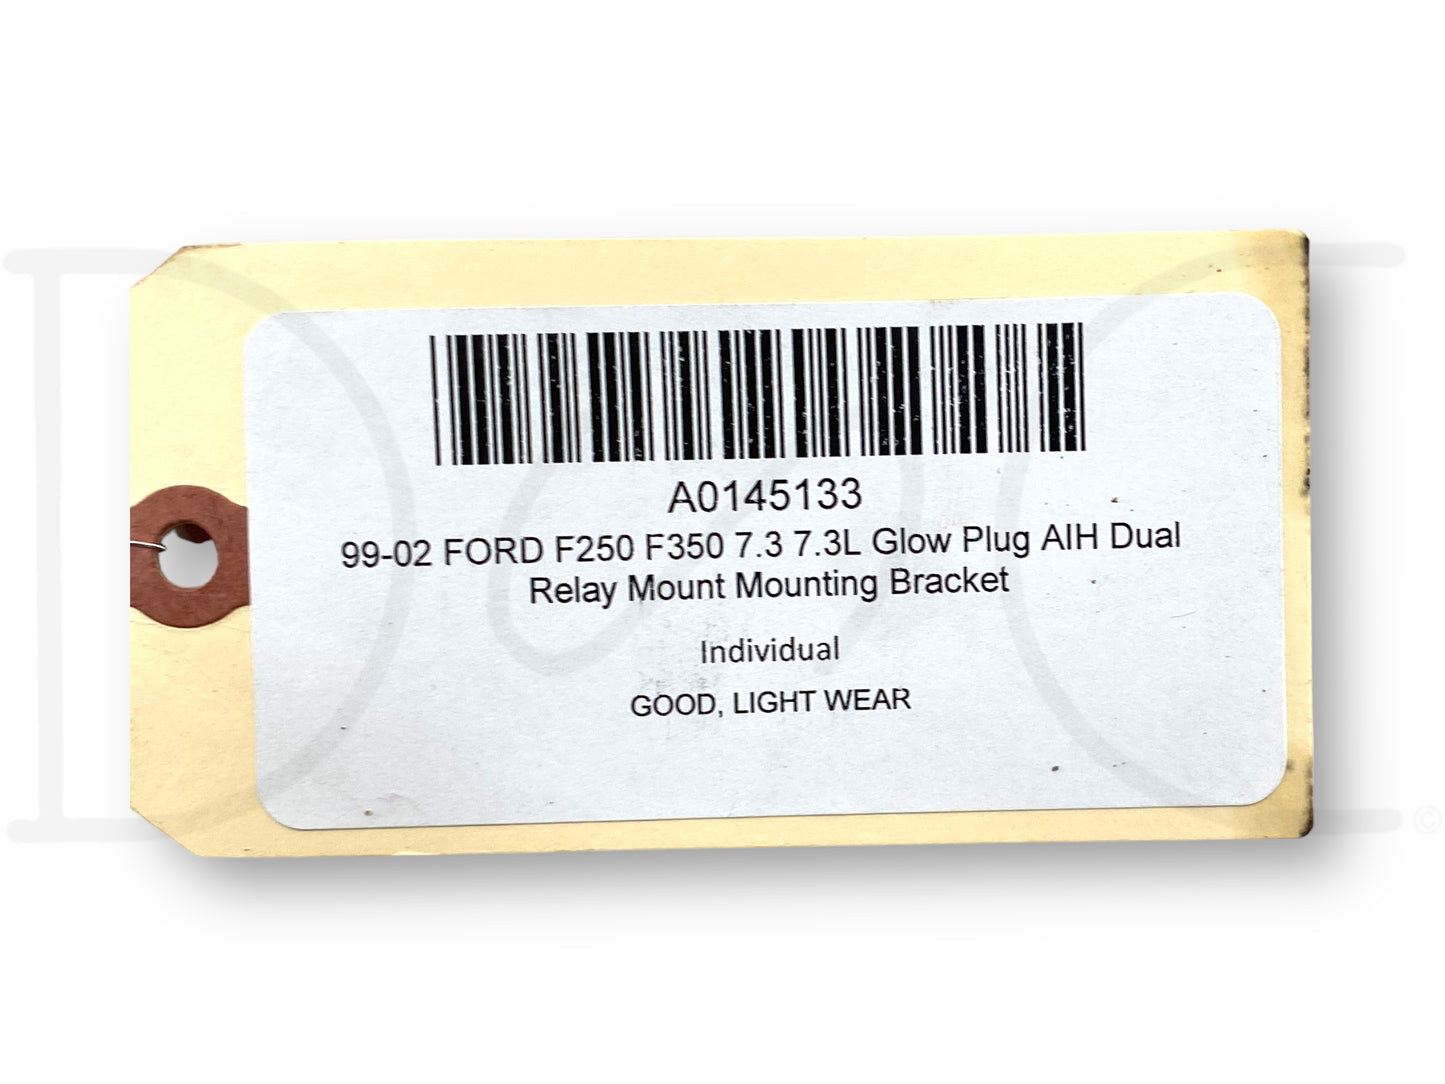 A0145133
99-02 FORD F250 F350 7.3 7.3L Glow Plug AIH Dual
Relay Mount Mounting Bracket
Individual
GOOD, LIGHT WEAR
©